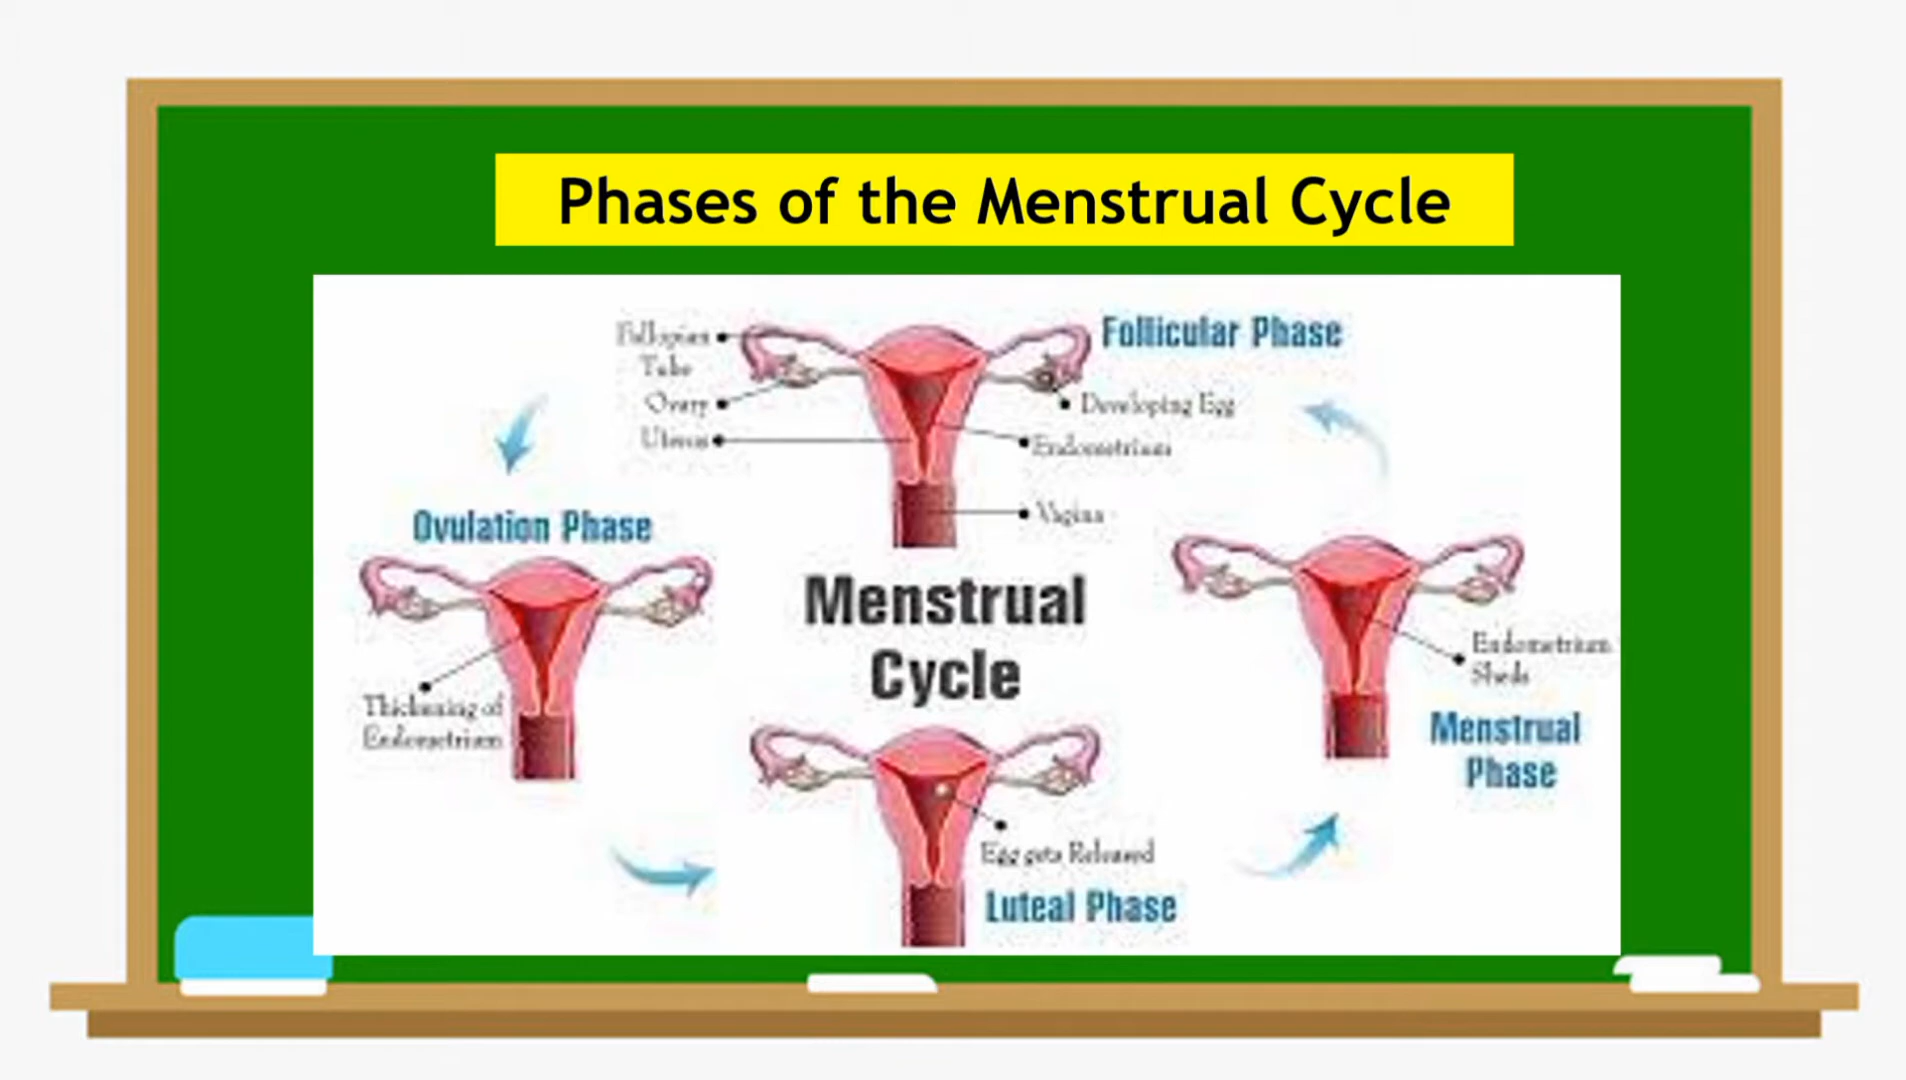 Phases of the Menstrual Cycle
Follicular Phase
Fallopian
Tube
Ovary
Uterus
Developing Egg
Endometrium
Vagina
Ovulation Phase
Thickening of
Endometrium
Menstrual
Cycle
Endometrium
Sheds
Menstrual
Phase
Egg gets Released
Luteal Phase